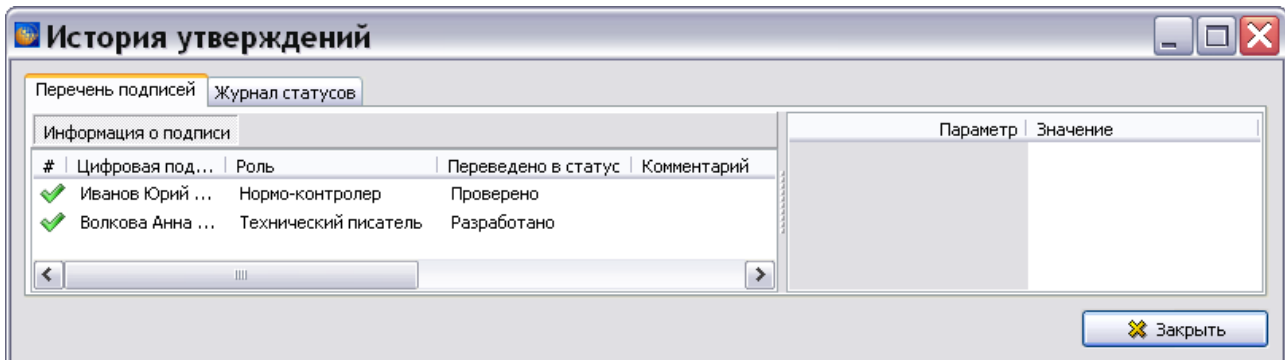 История утверждений
Перечень подписей Журнал статусов
Информация о подписи Параметр Значение
# Цифровая под... Роль Переведено в статус Комментарий
Иванов Юрий ... Нормо-контролер Проверено
Волкова Анна ... Технический писатель Разработано
Закрыть